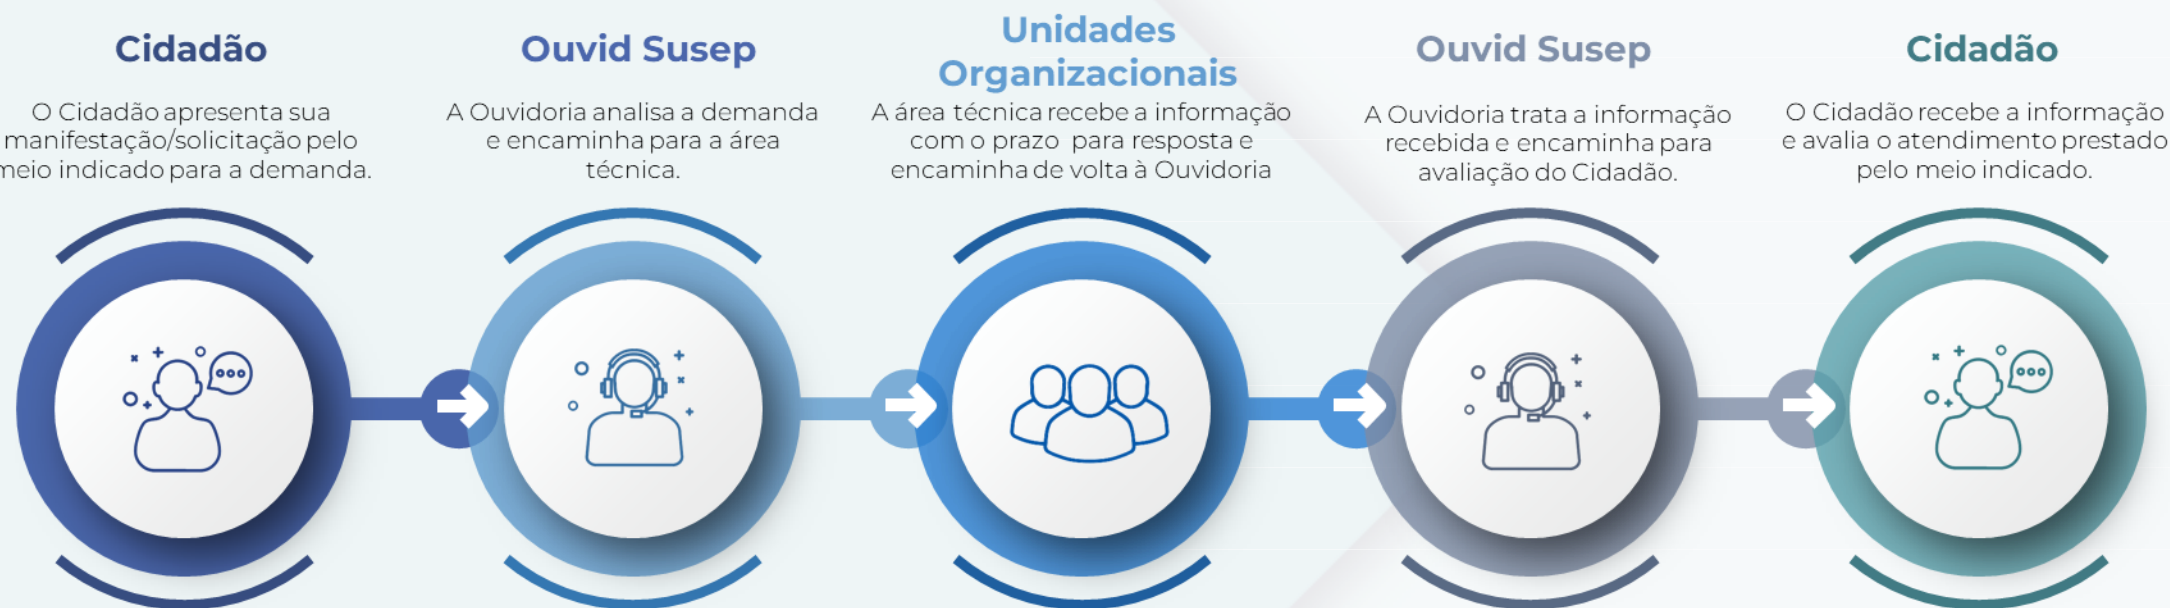 Cidadão
O Cidadão apresenta sua
manifestação/solicitação pelo
meio indicado para a demanda.
Ouvid Susep
A Ouvidoria analisa a demanda
e encaminha para a área
técnica.
Unidades
Organizacionais
A área técnica recebe a informação
com o prazo para resposta e
encaminha de volta à Ouvidoria
Ouvid Susep
A Ouvidoria trata a informação
recebida e encaminha para
avaliação do Cidadão.
Cidadão
O Cidadão recebe a informação
e avalia o atendimento prestado
pelo meio indicado.